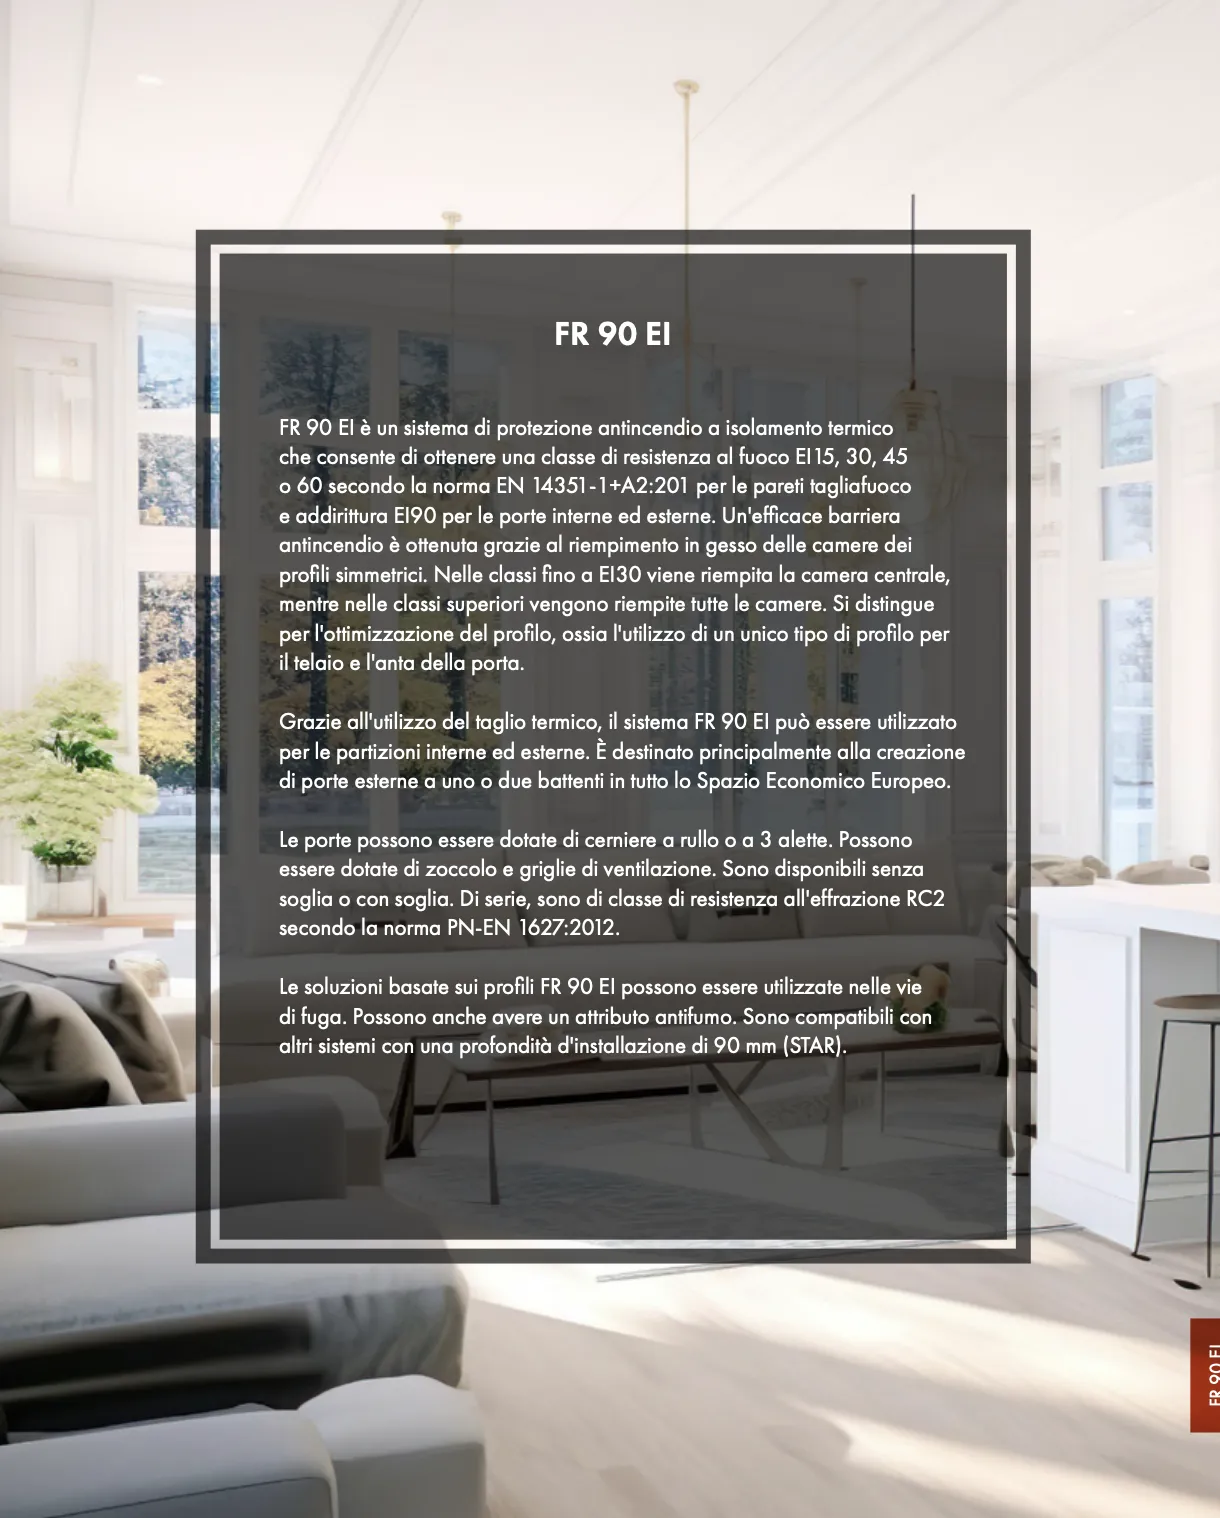 FR 90 EI
FR 90 EI è un sistema di protezione antincendio a isolamento termico
che consente di ottenere una classe di resistenza al fuoco EI15, 30, 45
o 60 secondo la norma EN 14351-1+A2:201 per le pareti tagliafuoco
e addirittura EI90 per le porte interne ed esterne. Un'efficace barriera
antincendio è ottenuta grazie al riempimento in gesso delle camere dei
profili simmetrici. Nelle classi fino a EI30 viene riempita la camera centrale,
mentre nelle classi superiori vengono riempite tutte le camere. Si distingue
per l'ottimizzazione del profilo, ossia l'utilizzo di un unico tipo di profilo per
il telaio e l'anta della porta.
Grazie all'utilizzo del taglio termico, il sistema FR 90 EI può essere utilizzato
per le partizioni interne ed esterne. È destinato principalmente alla creazione
di porte esterne a uno o due battenti in tutto lo Spazio Economico Europeo.
Le porte possono essere dotate di cerniere a rullo o a 3 alette. Possono
essere dotate di zoccolo e griglie di ventilazione. Sono disponibili senza
soglia o con soglia. Di serie, sono di classe di resistenza all'effrazione RC2
secondo la norma PN-EN 1627:2012.
Le soluzioni basate sui profili FR 90 EI possono essere utilizzate nelle vie
di fuga. Possono anche avere un attributo antifumo. Sono compatibili con
altri sistemi con una profondità d'installazione di 90 mm (STAR).
FR 90 EI